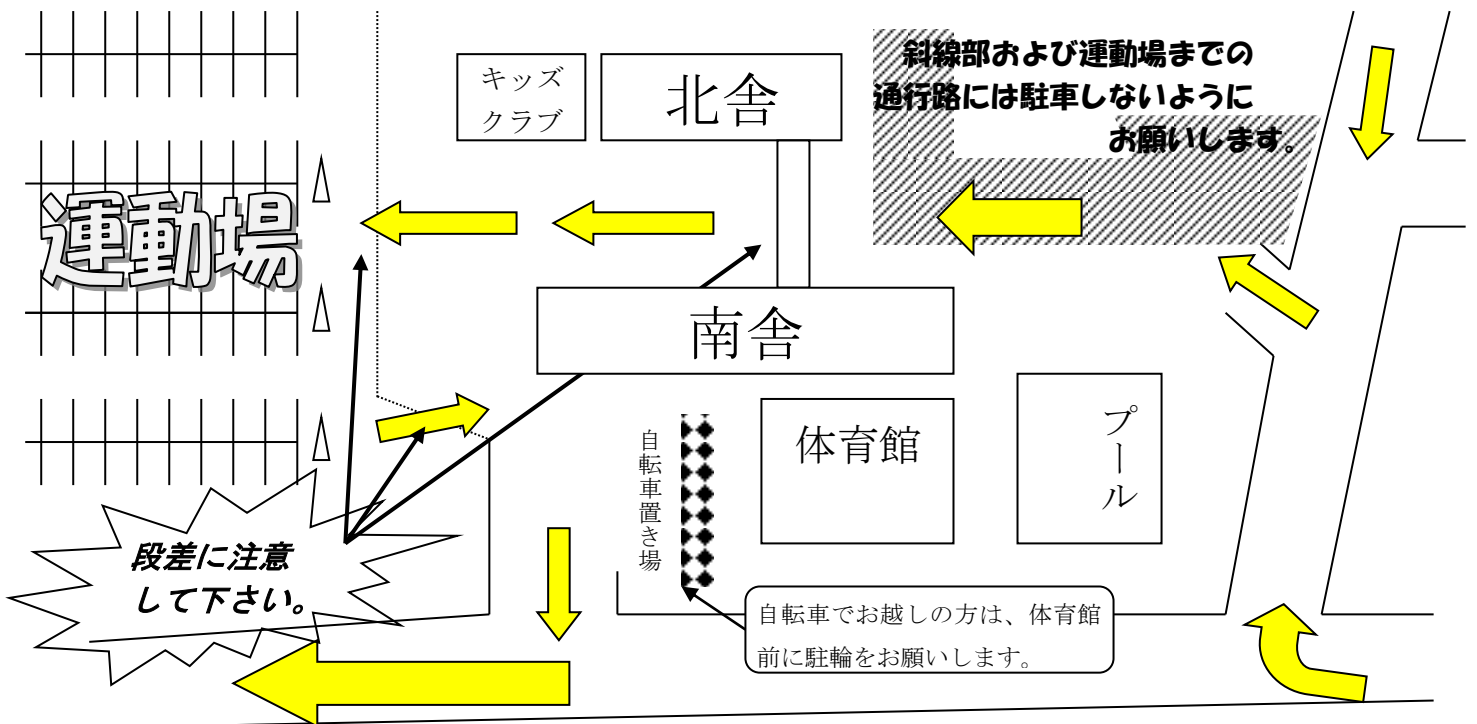 斜線部および運動場までの
通行路には駐車しないように
お願いします。
キッズ
クラブ
北舎
運動場
南舎
体育館
プール
自転車置き場
段差に注意
して下さい。
自転車でお越しの方は、体育館
前に駐輪をお願いします。